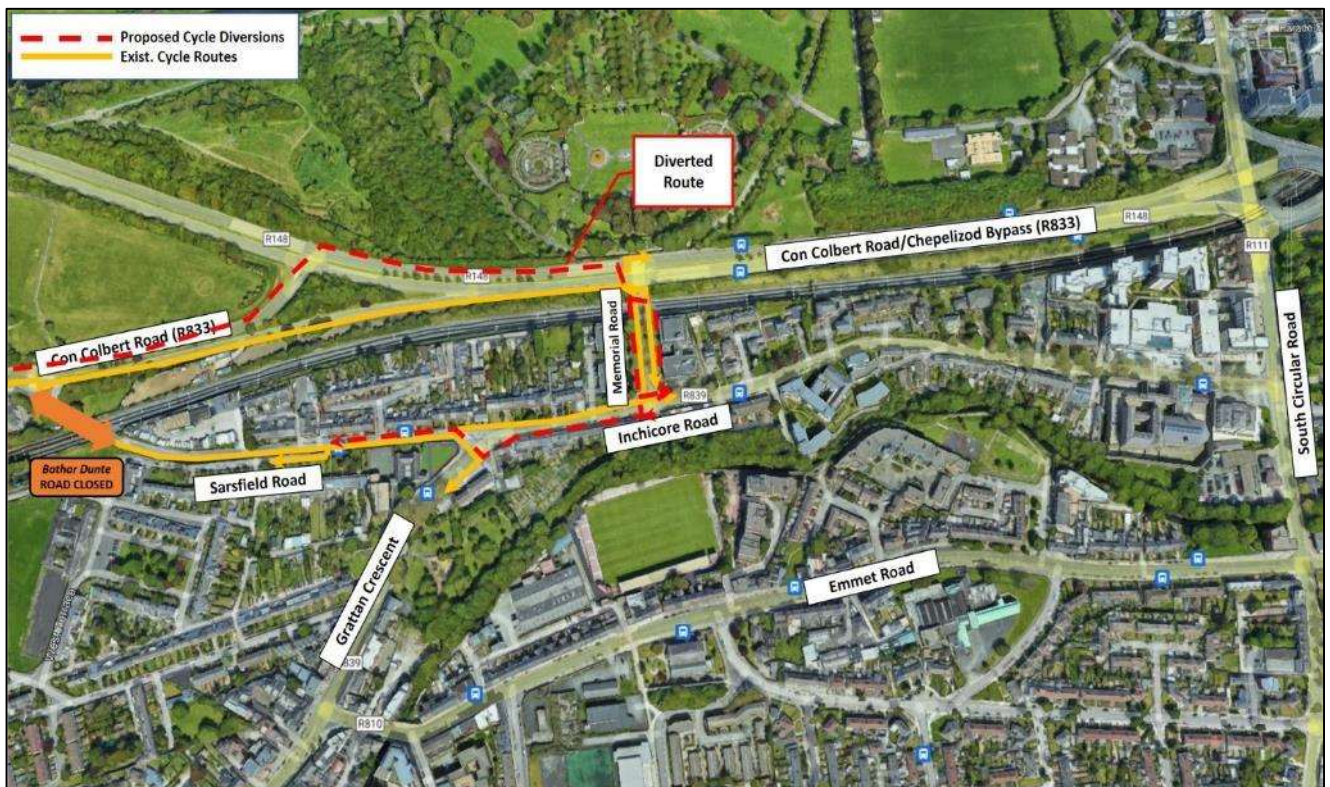 Proposed Cycle Diversions
Exist. Cycle Routes
Diverted
Route
R148
R148
R148
Con Colbert Road/Chepelizod Bypass (R833)
R111
Con Colbert Road (R833)
Memorial Road
South Circular Road
R839
Inchicore Road
Bothar Dunte
ROAD CLOSED
Sarsfield Road
Grattan Crescent
Emmet Road
839
R810